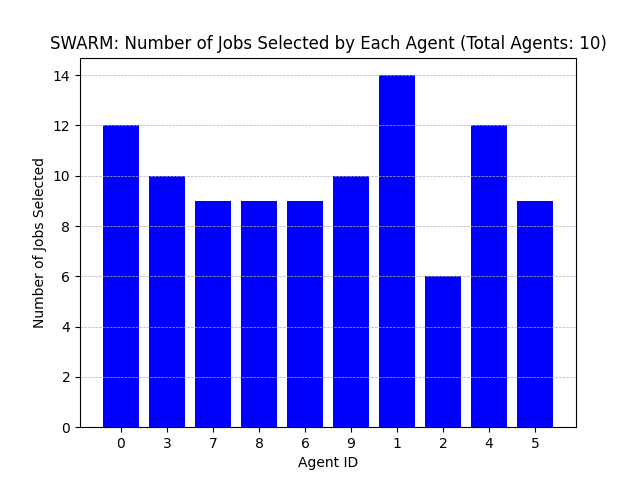 SWARM: Number of Jobs Selected by Each Agent (Total Agents: 10)
14
12
10
8
6
4
2
0
Number of Jobs Selected
0 3 7 8 6 9 1 2 4 5
Agent ID